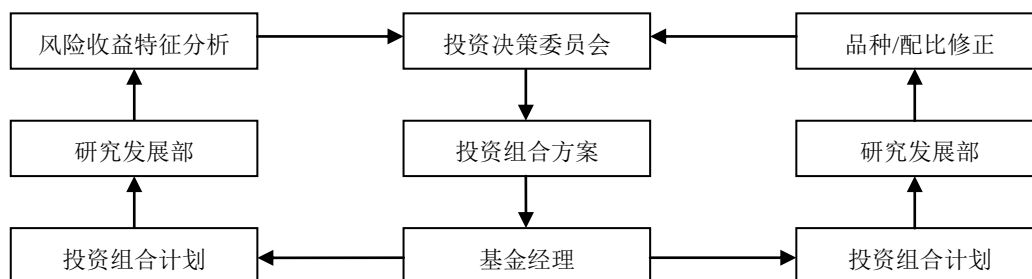 风险收益特征分析
投资决策委员会
品种/配比修正
研究发展部
投资组合方案
研究发展部
投资组合计划
基金经理
投资组合计划